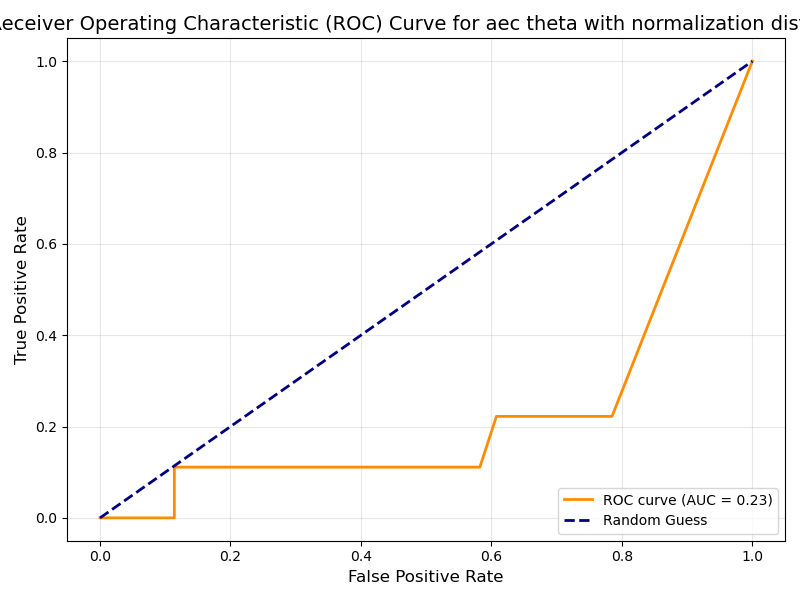 eceiver Operating Characteristic (ROC) Curve for aec theta with normalization dis
True Positive Rate
1.0
0.8
0.6
0.4
0.2
0.0
ROC curve (AUC = 0.23)
Random Guess
0.0 0.2 0.4 0.6 0.8 1.0
False Positive Rate